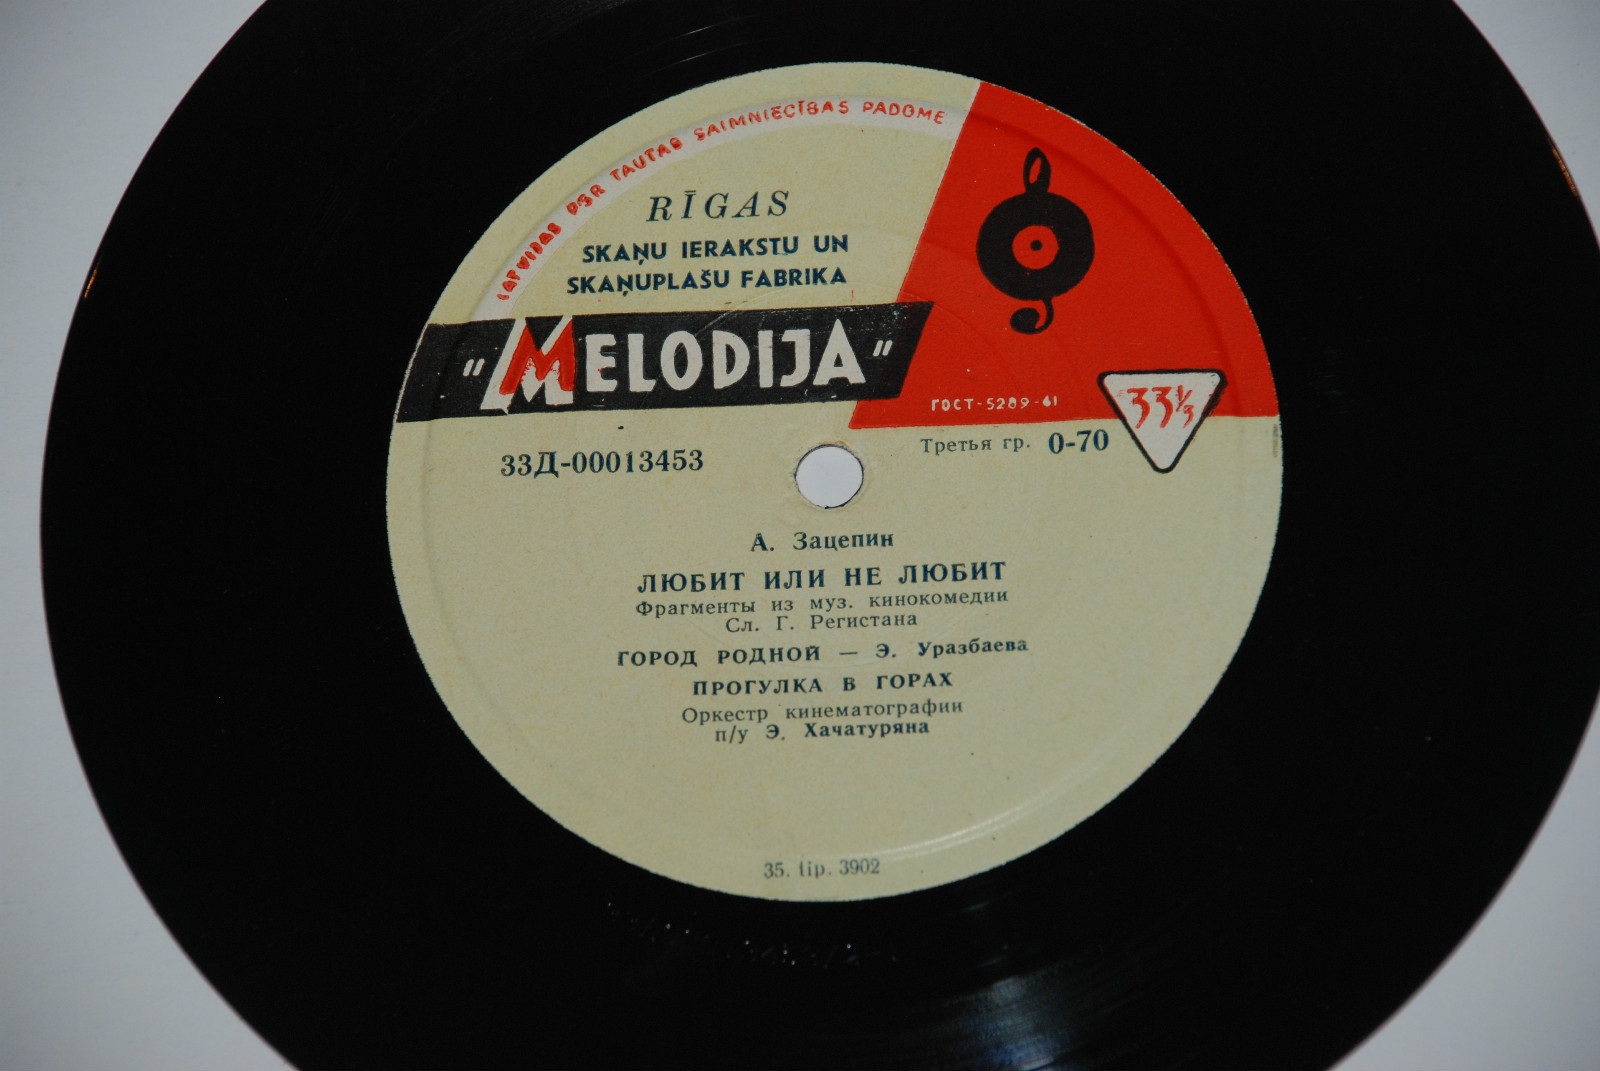 LATVIJAS PSR TAUTAS SAIMNIECĪBAS PADOME
RĪGAS
SKAŅU IERAKSTU UN
SKAŅUPLAŠU FABRIKA
"MELODIJA"
ГОСТ-5289-61
33⅓
33Д-00013453
Третья гр. 0-70
А. Зацепин
ЛЮБИТ ИЛИ НЕ ЛЮБИТ
Фрагменты из муз. кинокомедии
Сл. Г. Регистана
ГОРОД РОДНОЙ — Э. Уразбаева
ПРОГУЛКА В ГОРАХ
Оркестр кинематографии
п/у Э. Хачатуряна
35. tip. 3902